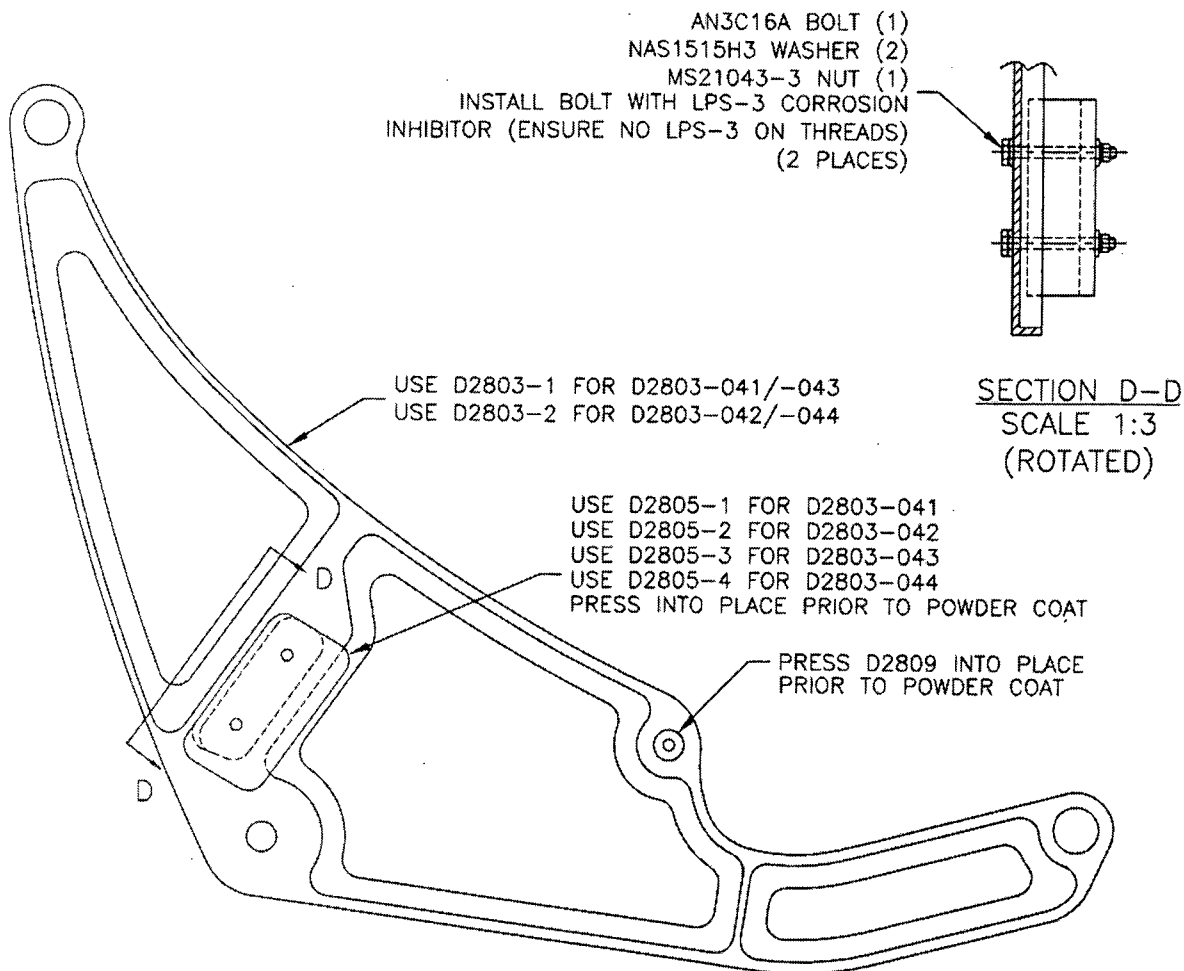 AN3C16A BOLT (1)
NAS1515H3 WASHER (2)
MS21043-3 NUT (1)
INSTALL BOLT WITH LPS-3 CORROSION
INHIBITOR (ENSURE NO LPS-3 ON THREADS)
(2 PLACES)
SECTION D-D
SCALE 1:3
(ROTATED)
USE D2803-1 FOR D2803-041/-043
USE D2803-2 FOR D2803-042/-044
USE D2805-1 FOR D2803-041
USE D2805-2 FOR D2803-042
USE D2805-3 FOR D2803-043
USE D2805-4 FOR D2803-044
PRESS INTO PLACE PRIOR TO POWDER COAT
D
PRESS D2809 INTO PLACE
PRIOR TO POWDER COAT
D